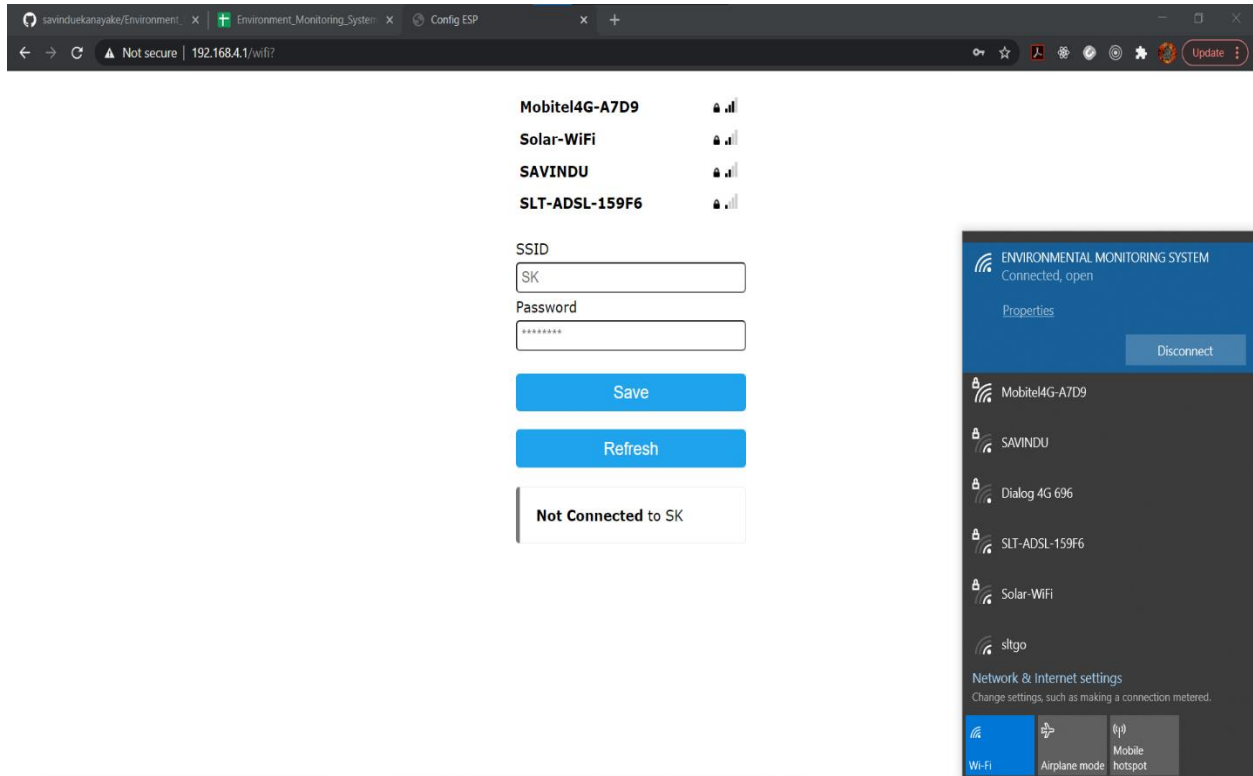 savinduekanayake/Environment_
Environment_Monitoring_System
Config ESP
Not secure | 192.168.4.1/wifi?
Update
Mobitel4G-A7D9
Solar-WiFi
SAVINDU
SLT-ADSL-159F6
SSID
SK
Password
********
Save
Refresh
Not Connected to SK
ENVIRONMENTAL MONITORING SYSTEM
Connected, open
Properties
Disconnect
Mobitel4G-A7D9
SAVINDU
Dialog 4G 696
SLT-ADSL-159F6
Solar-WiFi
sltgo
Network & Internet settings
Change settings, such as making a connection metered.
Wi-Fi
Airplane mode
Mobile
hotspot